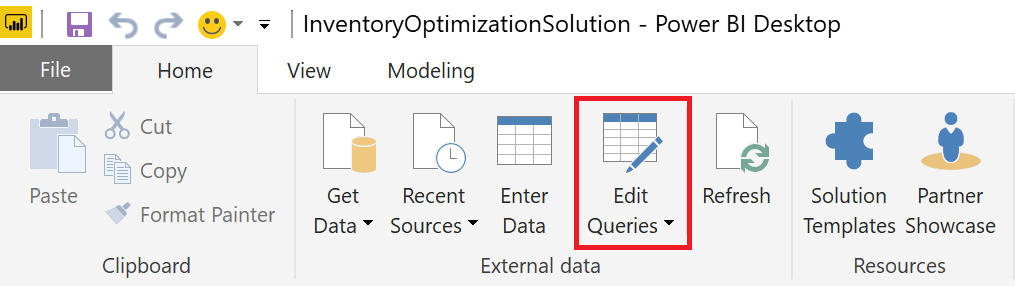 InventoryOptimizationSolution - Power BI Desktop
File Home View Modeling
Paste
Cut
Copy
Format Painter
Clipboard
Get
Data
Recent
Sources
Enter
Data
Edit
Queries
Refresh
External data
Solution
Templates
Partner
Showcase
Resources